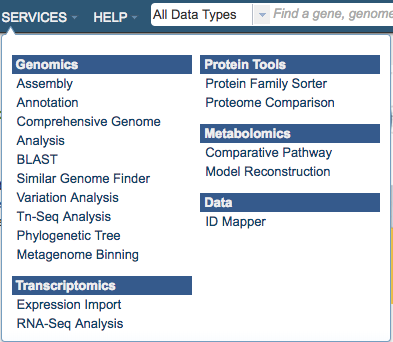 SERVICES HELP All Data Types Find a gene, genome
Genomics
Assembly
Annotation
Comprehensive Genome
Analysis
BLAST
Similar Genome Finder
Variation Analysis
Tn-Seq Analysis
Phylogenetic Tree
Metagenome Binning
Transcriptomics
Expression Import
RNA-Seq Analysis
Protein Tools
Protein Family Sorter
Proteome Comparison
Metabolomics
Comparative Pathway
Model Reconstruction
Data
ID Mapper